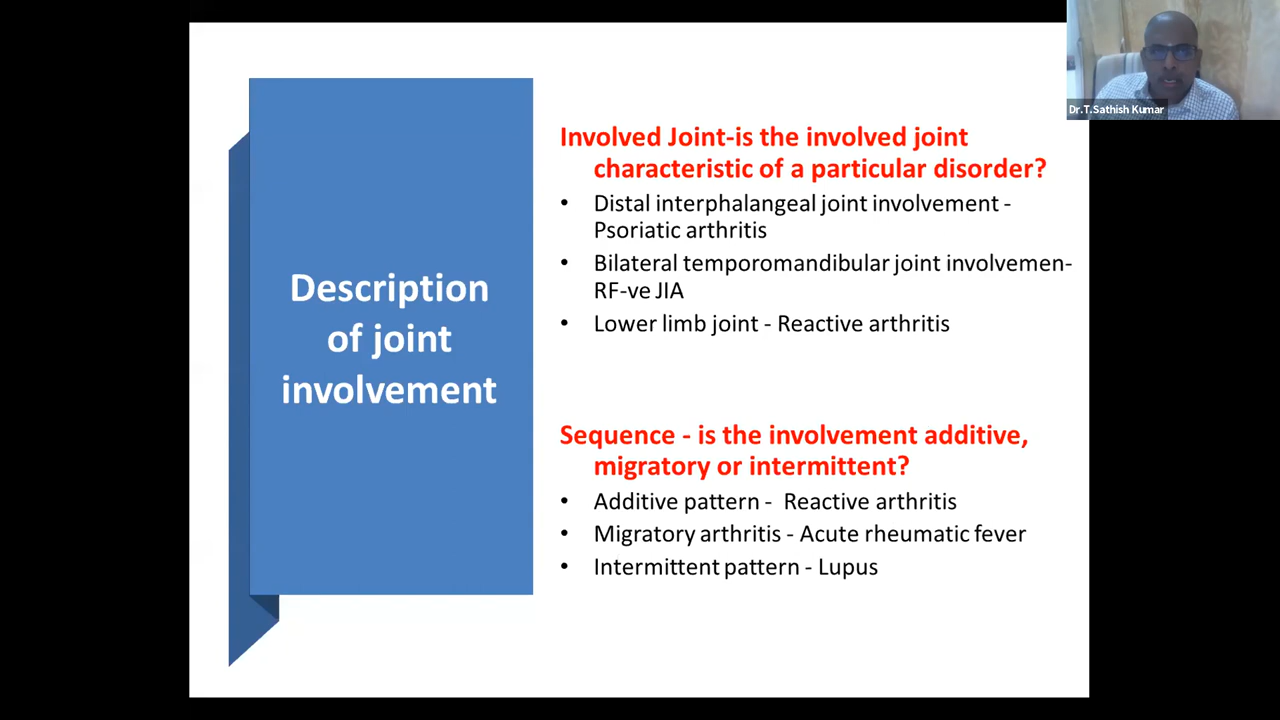 Description
of joint
involvement
Involved Joint-is the involved joint
characteristic of a particular disorder?
• Distal interphalangeal joint involvement -
Psoriatic arthritis
• Bilateral temporomandibular joint involvemen-
RF-ve JIA
• Lower limb joint - Reactive arthritis
Sequence - is the involvement additive,
migratory or intermittent?
• Additive pattern - Reactive arthritis
• Migratory arthritis - Acute rheumatic fever
• Intermittent pattern - Lupus
Dr.T.Sathish Kumar